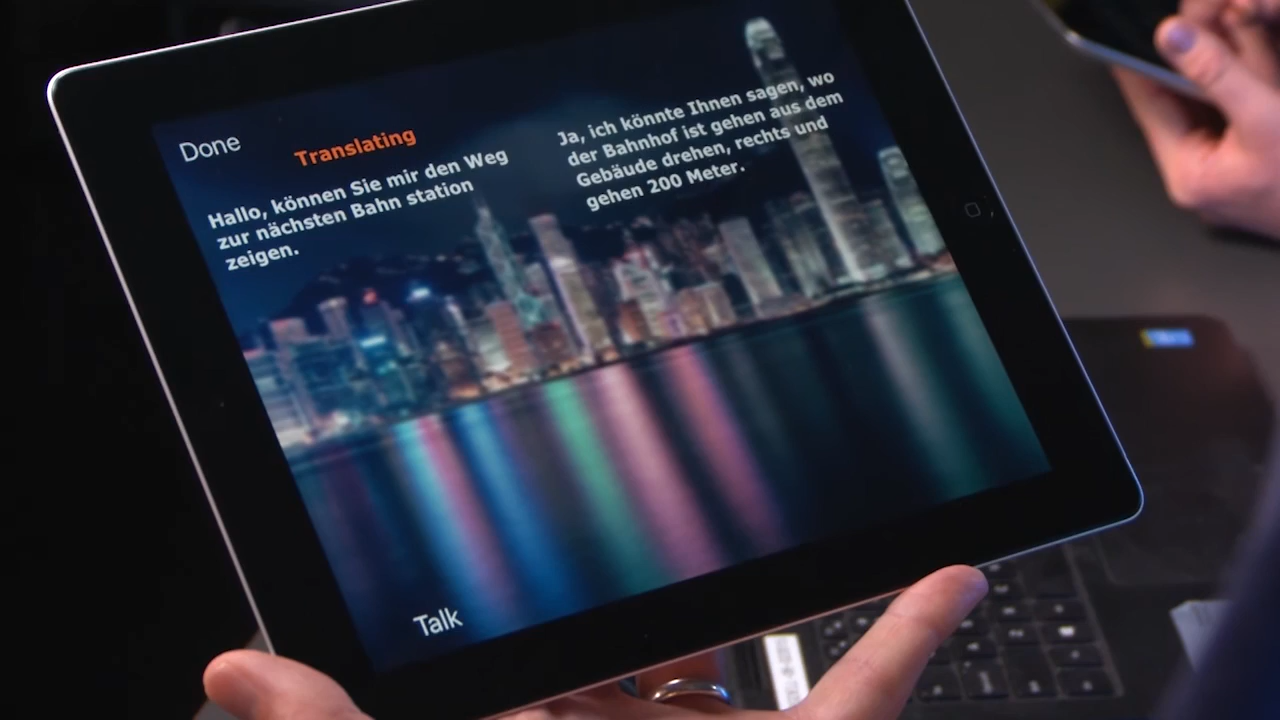 Done
Translating
Hallo, können Sie mir den Weg
zur nächsten Bahn station
zeigen.
Ja, ich könnte Ihnen sagen, wo
der Bahnhof ist gehen aus dem
Gebäude drehen, rechts und
gehen 200 Meter.
Talk